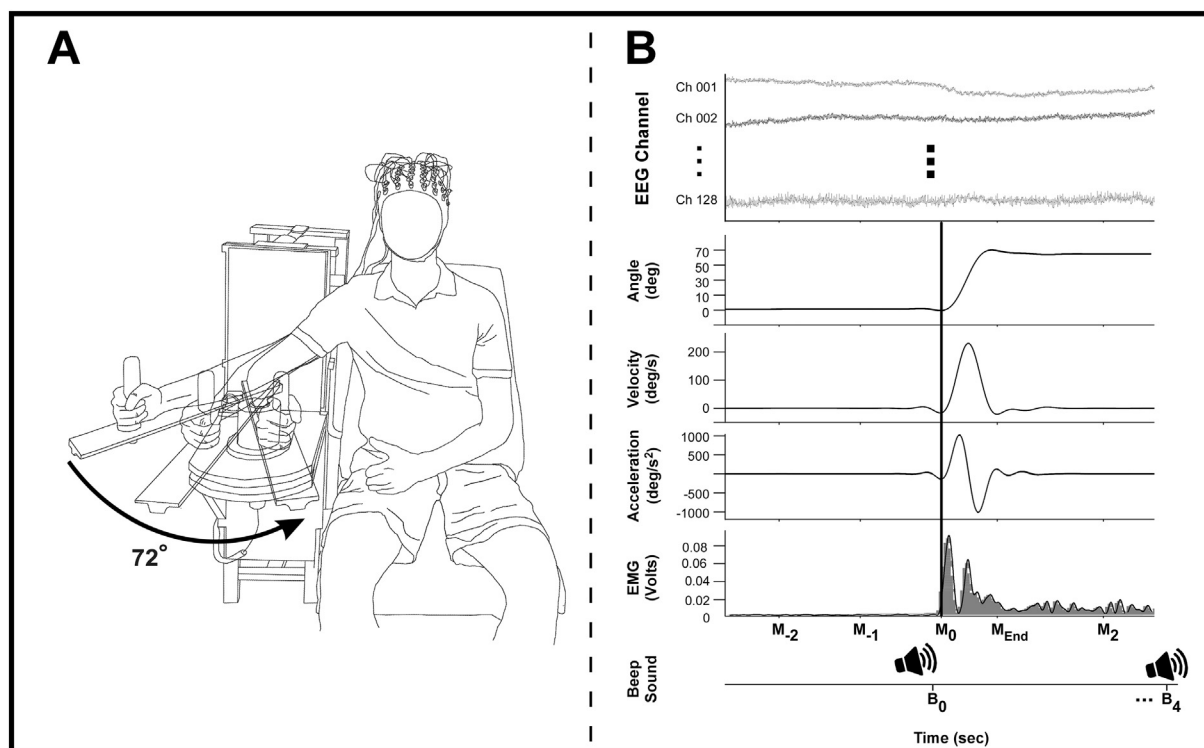 A
72°
B
EEG Channel
Ch 001
Ch 002
Ch 128
Angle
(deg)
70
50
30
10
0
Velocity
(deg/s)
200
100
0
Acceleration
(deg/s²)
1000
500
0
-500
-1000
EMG
(Volts)
0.08
0.06
0.04
0.02
0
M-2 M-1 M0 MEnd M2
Beep
Sound
B0 ... B4
Time (sec)